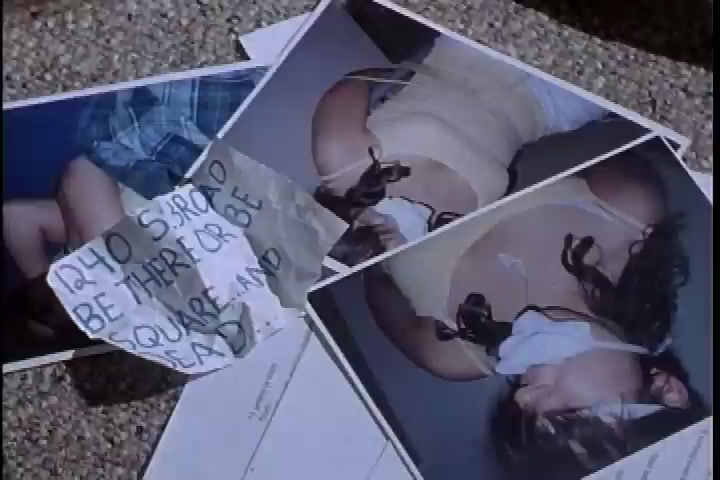 1240 S. BROAD
BE THERE OR BE
SQUARE...AND
DEAD...